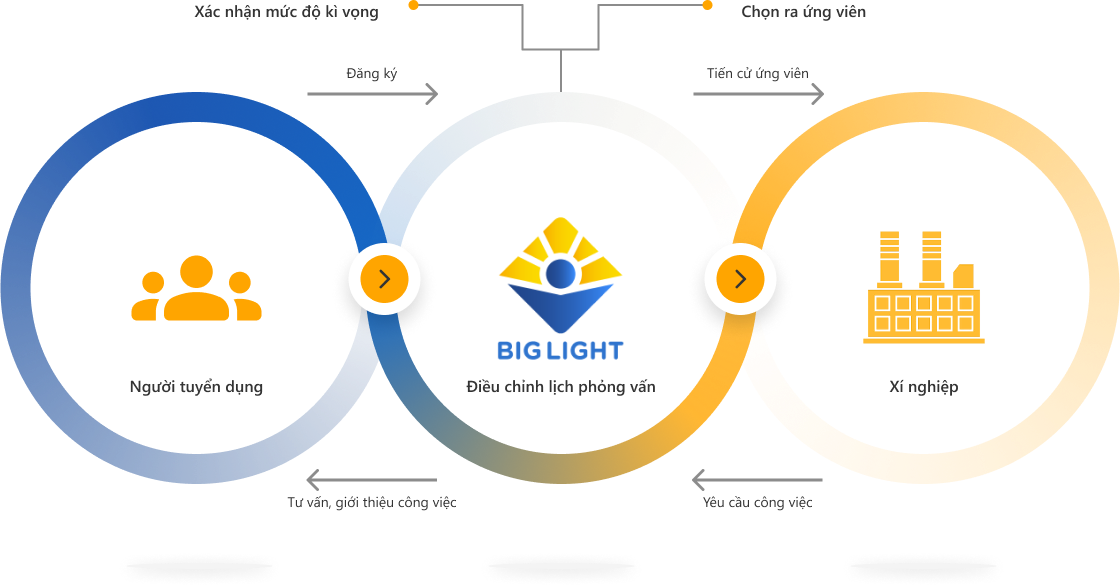 Xác nhận mức độ kì vọng
Chọn ra ứng viên
Đăng ký
Tiến cử ứng viên
BIG LIGHT
Người tuyển dụng
Điều chỉnh lịch phỏng vấn
Xí nghiệp
Tư vấn, giới thiệu công việc
Yêu cầu công việc